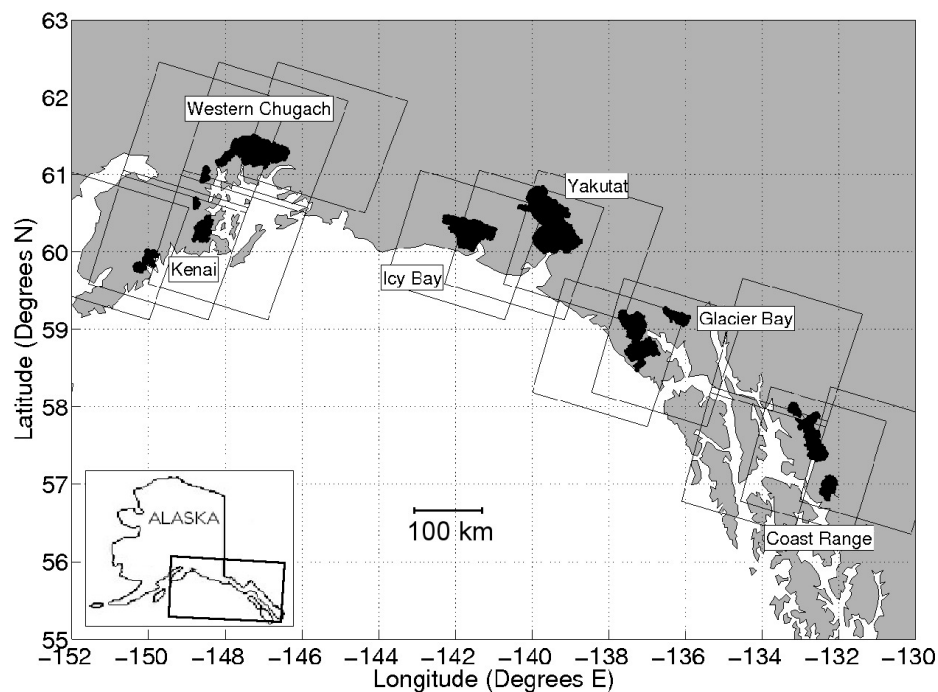 63
62
61
60
59
58
57
56
55
Latitude (Degrees N)
Western Chugach
Yakutat
Kenai
Icy Bay
Glacier Bay
Coast Range
100 km
ALASKA
−152 −150 −148 −146 −144 −142 −140 −138 −136 −134 −132 −130
Longitude (Degrees E)